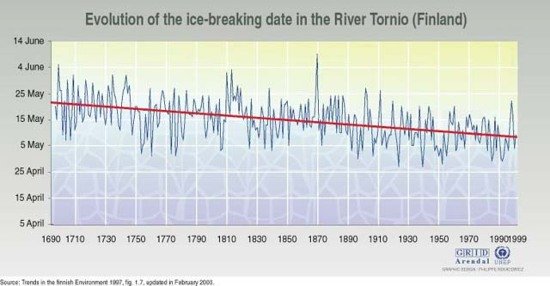 Evolution of the ice-breaking date in the River Tornio (Finland)
14 June
4 June
25 May
15 May
5 May
25 April
15 April
5 April
1690 1710 1730 1750 1770 1790 1810 1830 1850 1870 1890 1910 1930 1950 1970 1990 1999
G R I D
Arendal UNEP
GRAPHIC DESIGN : PHILIPPE REKACEWICZ
Source: Trends in the finnish Environment 1997, fig. 1.7, updated in February 2000.